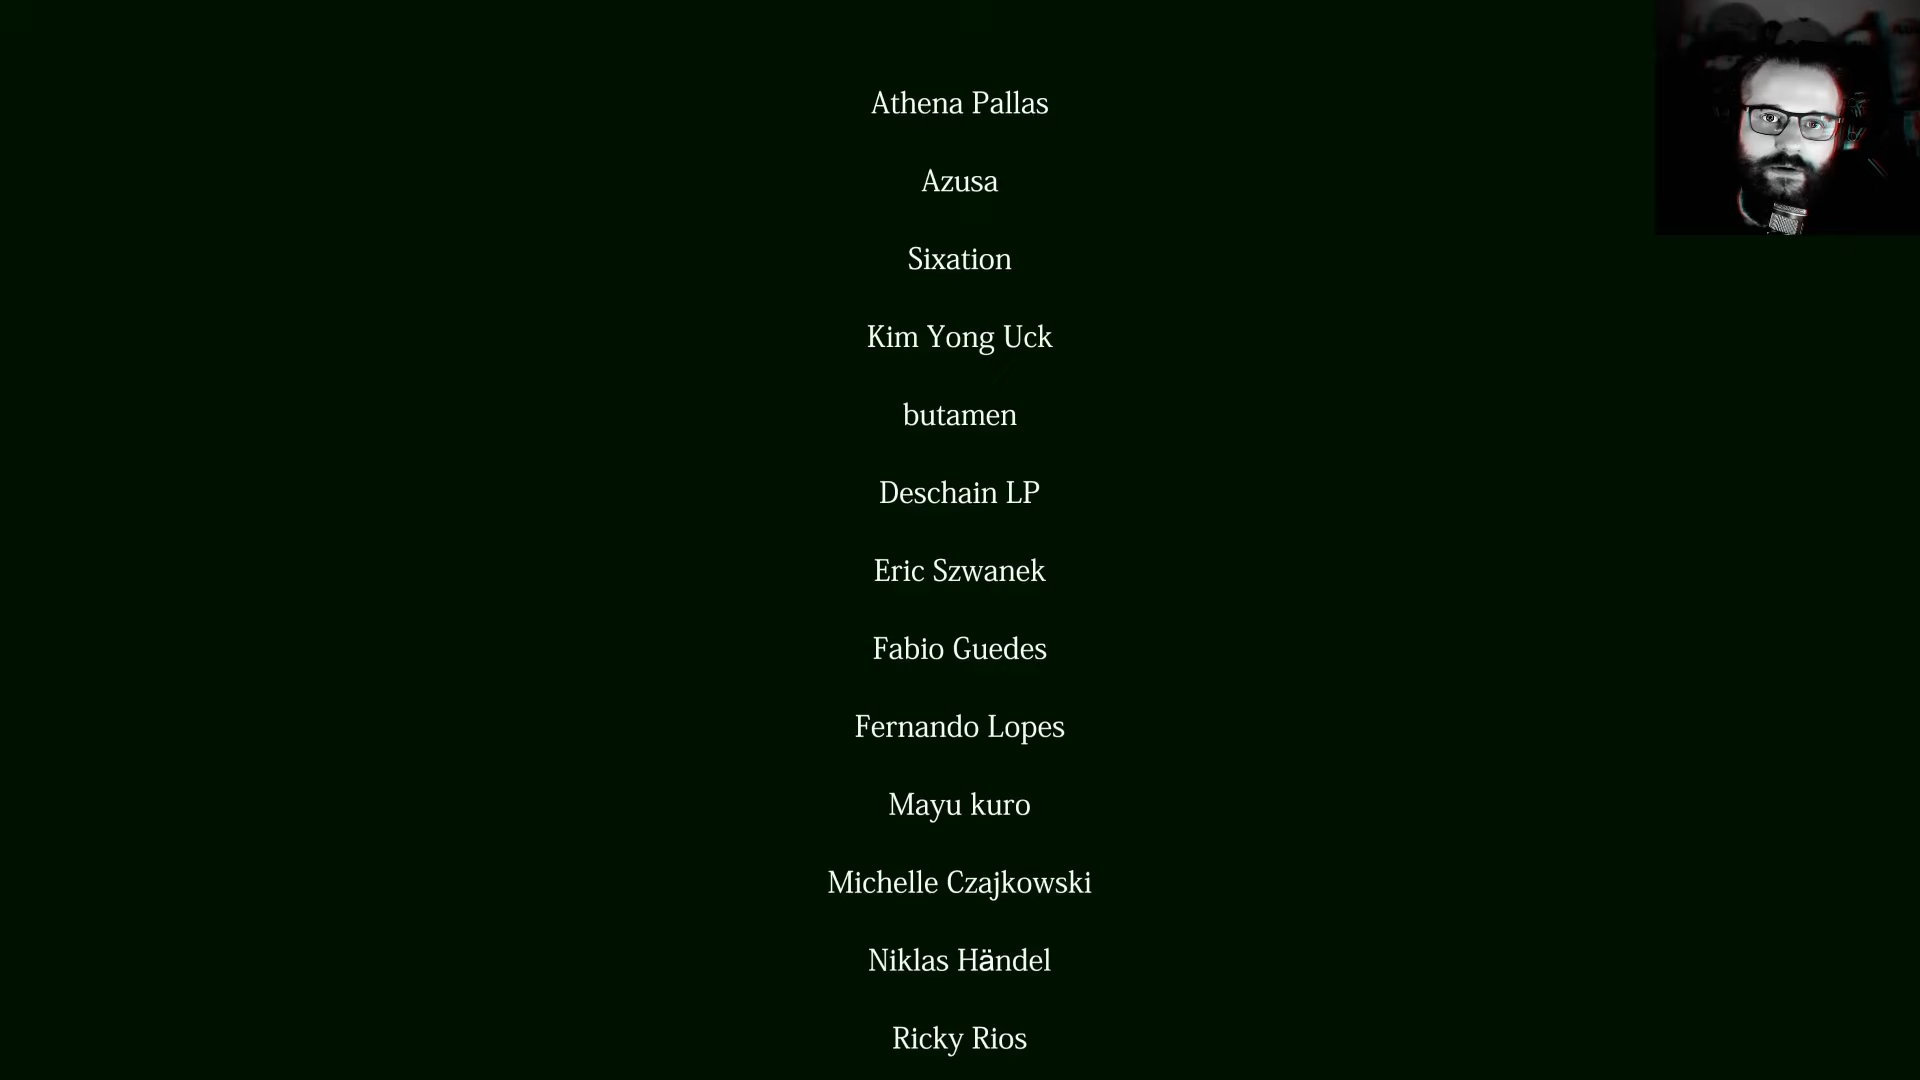 Athena Pallas
Azusa
Sixation
Kim Yong Uck
butamen
Deschain LP
Eric Szwanek
Fabio Guedes
Fernando Lopes
Mayu kuro
Michelle Czajkowski
Niklas Händel
Ricky Rios